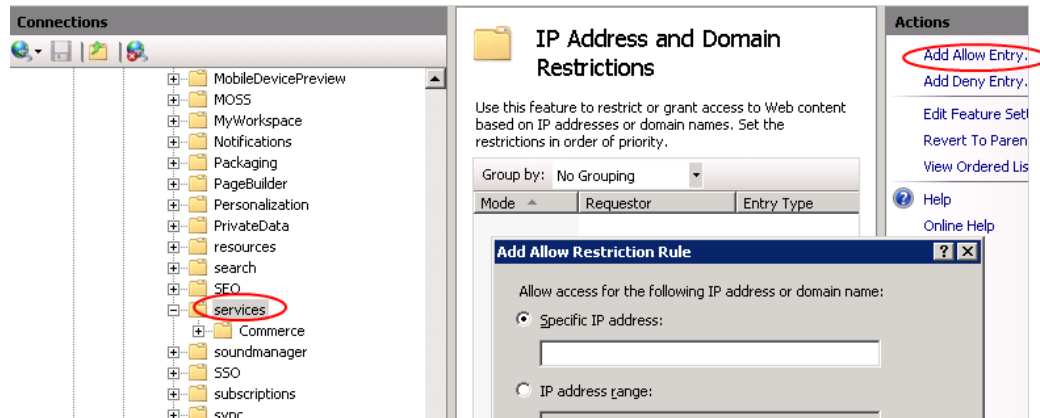 Connections
MobileDevicePreview
MOSS
MyWorkspace
Notifications
Packaging
PageBuilder
Personalization
PrivateData
resources
search
SEO
services
Commerce
soundmanager
SSO
subscriptions
sync
IP Address and Domain
Restrictions
Use this feature to restrict or grant access to Web content
based on IP addresses or domain names. Set the
restrictions in order of priority.
Group by: No Grouping
Mode Requestor Entry Type
Add Allow Restriction Rule
Allow access for the following IP address or domain name:
Specific IP address:
IP address range:
Actions
Add Allow Entry.
Add Deny Entry.
Edit Feature Set
Revert To Paren
View Ordered Lis
Help
Online Help